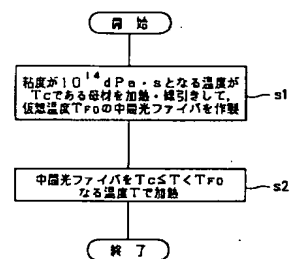 開 始
粘度が10¹⁴dPa・sとなる温度が
Tcである母材を加熱・線引きして,
仮想温度TF0の中間光ファイバを作製
s1
中間光ファイバをTc≦T<TF0
なる温度Tで加熱
s2
終 了